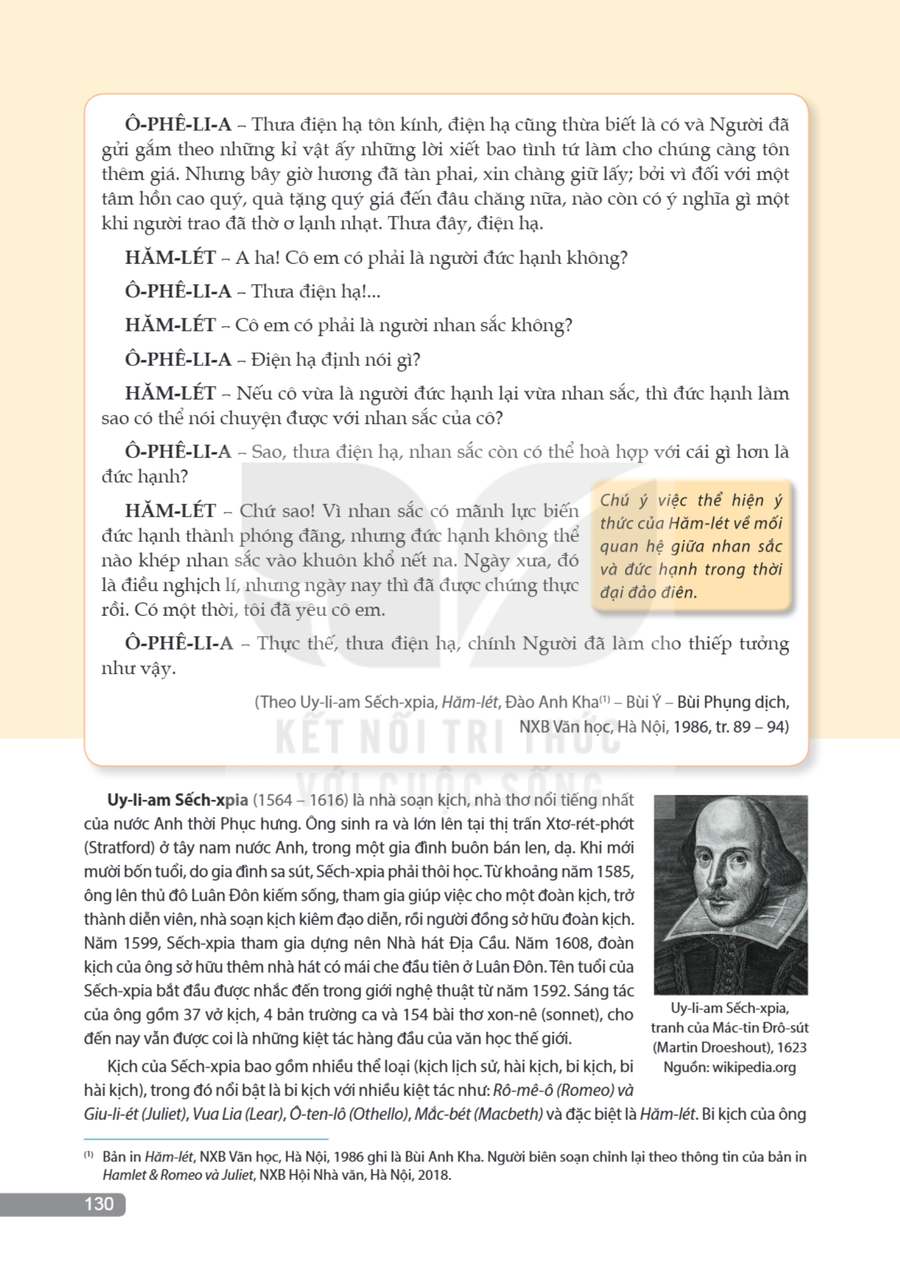 Ô-PHÊ-LI-A – Thưa điện hạ tôn kính, điện hạ cũng thừa biết là có và Người đã
gửi gắm theo những kỉ vật ấy những lời xiết bao tình tứ làm cho chúng càng tôn
thêm giá. Nhưng bây giờ hương đã tàn phai, xin chàng giữ lấy; bởi vì đối với một
tâm hồn cao quý, quà tặng quý giá đến đâu chăng nữa, nào còn có ý nghĩa gì một
khi người trao đã thờ ơ lạnh nhạt. Thưa đây, điện hạ.
HĂM-LÉT – A ha! Cô em có phải là người đức hạnh không?
Ô-PHÊ-LI-A – Thưa điện hạ!...
HĂM-LÉT – Cô em có phải là người nhan sắc không?
Ô-PHÊ-LI-A – Điện hạ định nói gì?
HĂM-LÉT – Nếu cô vừa là người đức hạnh lại vừa nhan sắc, thì đức hạnh làm
sao có thể nói chuyện được với nhan sắc của cô?
Ô-PHÊ-LI-A – Sao, thưa điện hạ, nhan sắc còn có thể hoà hợp với cái gì hơn là
đức hạnh?
HĂM-LÉT – Chứ sao! Vì nhan sắc có mãnh lực biến
đức hạnh thành phóng đãng, nhưng đức hạnh không thể
nào khép nhan sắc vào khuôn khổ nết na. Ngày xưa, đó
là điều nghịch lí, nhưng ngày nay thì đã được chứng thực
rồi. Có một thời, tôi đã yêu cô em.
Chú ý việc thể hiện ý
thức của Hăm-lét về mối
quan hệ giữa nhan sắc
và đức hạnh trong thời
đại đảo điên.
Ô-PHÊ-LI-A – Thực thế, thưa điện hạ, chính Người đã làm cho thiếp tưởng
như vậy.
(Theo Uy-li-am Sếch-xpia, Hăm-lét, Đào Anh Kha(1) – Bùi Ý – Bùi Phụng dịch,
NXB Văn học, Hà Nội, 1986, tr. 89 – 94)
KẾT NỐI TRI THỨC
VỚI CUỘC SỐNG
Uy-li-am Sếch-xpia (1564 – 1616) là nhà soạn kịch, nhà thơ nổi tiếng nhất
của nước Anh thời Phục hưng. Ông sinh ra và lớn lên tại thị trấn Xtơ-rét-phớt
(Stratford) ở tây nam nước Anh, trong một gia đình buôn bán len, dạ. Khi mới
mười bốn tuổi, do gia đình sa sút, Sếch-xpia phải thôi học. Từ khoảng năm 1585,
ông lên thủ đô Luân Đôn kiếm sống, tham gia giúp việc cho một đoàn kịch, trở
thành diễn viên, nhà soạn kịch kiêm đạo diễn, rồi người đồng sở hữu đoàn kịch.
Năm 1599, Sếch-xpia tham gia dựng nên Nhà hát Địa Cầu. Năm 1608, đoàn
kịch của ông sở hữu thêm nhà hát có mái che đầu tiên ở Luân Đôn. Tên tuổi của
Sếch-xpia bắt đầu được nhắc đến trong giới nghệ thuật từ năm 1592. Sáng tác
của ông gồm 37 vở kịch, 4 bản trường ca và 154 bài thơ xon-nê (sonnet), cho
đến nay vẫn được coi là những kiệt tác hàng đầu của văn học thế giới.
Uy-li-am Sếch-xpia,
tranh của Mác-tin Đrô-sút
(Martin Droeshout), 1623
Nguồn: wikipedia.org
Kịch của Sếch-xpia bao gồm nhiều thể loại (kịch lịch sử, hài kịch, bi kịch, bi
hài kịch), trong đó nổi bật là bi kịch với nhiều kiệt tác như: Rô-mê-ô (Romeo) và
Giu-li-ét (Juliet), Vua Lia (Lear), Ô-ten-lô (Othello), Mắc-bét (Macbeth) và đặc biệt là Hăm-lét. Bi kịch của ông
(1) Bản in Hăm-lét, NXB Văn học, Hà Nội, 1986 ghi là Bùi Anh Kha. Người biên soạn chỉnh lại theo thông tin của bản in
Hamlet & Romeo và Juliet, NXB Hội Nhà văn, Hà Nội, 2018.
130